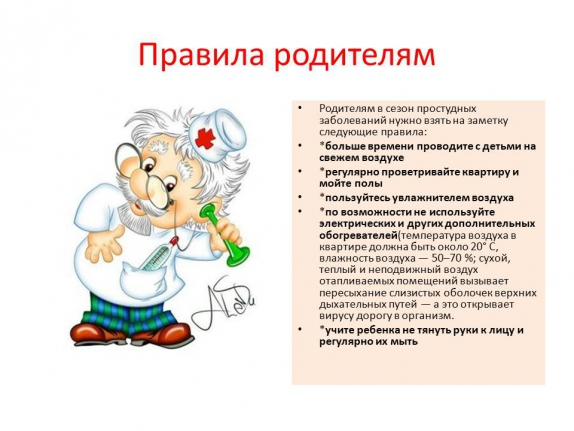 Правила родителям
• Родителям в сезон простудных
заболеваний нужно взять на заметку
следующие правила:
• *больше времени проводите с детьми на
свежем воздухе
• *регулярно проветривайте квартиру и
мойте полы
• *пользуйтесь увлажнителем воздуха
• *по возможности не используйте
электрических и других дополнительных
обогревателей(температура воздуха в
квартире должна быть около 20° С,
влажность воздуха — 50–70 %; сухой,
теплый и неподвижный воздух
отапливаемых помещений вызывает
пересыхание слизистых оболочек верхних
дыхательных путей — а это открывает
вирусу дорогу в организм.
• *учите ребенка не тянуть руки к лицу и
регулярно их мыть